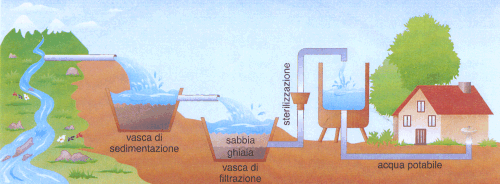 vasca di
sedimentazione
sabbia
ghiaia
vasca di
filtrazione
sterilizzazione
acqua potabile